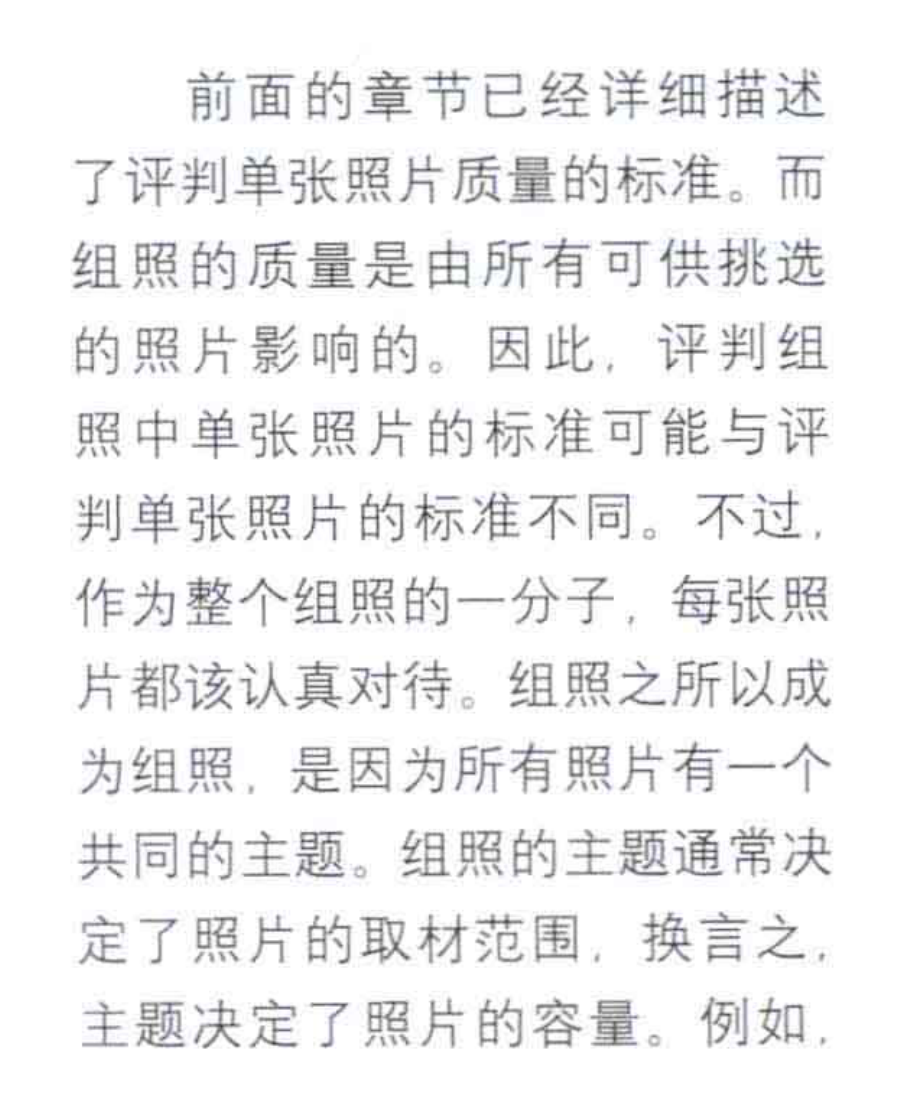 前面的章节已经详细描述
了评判单张照片质量的标准。而
组照的质量是由所有可供挑选
的照片影响的。因此，评判组
照中单张照片的标准可能与评
判单张照片的标准不同。不过，
作为整个组照的一分子，每张照
片都该认真对待。组照之所以成
为组照，是因为所有照片有一个
共同的主题。组照的主题通常决
定了照片的取材范围，换言之，
主题决定了照片的容量。例如，